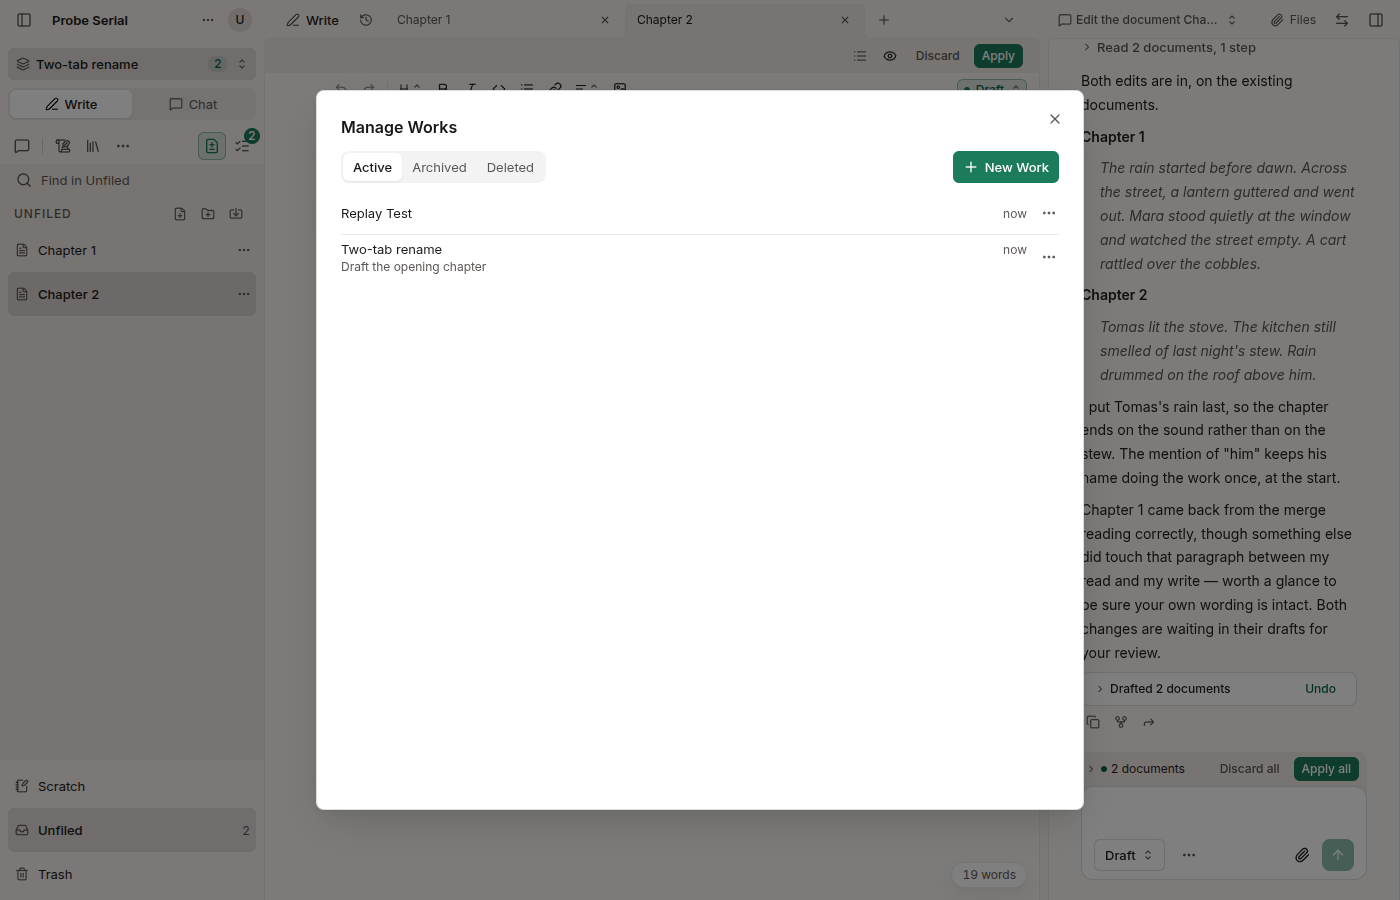 Probe Serial
U
Two-tab rename
2
Write
Chat
2
Find in Unfiled
UNFILED
Chapter 1
Chapter 2
Scratch
Unfiled
2
Trash
Write
Chapter 1
Chapter 2
Discard
Apply
Draft
Manage Works
Active
Archived
Deleted
New Work
Replay Test
now
Two-tab rename
now
Draft the opening chapter
19 words
Edit the document Cha...
Files
Read 2 documents, 1 step
Both edits are in, on the existing
documents.
Chapter 1
The rain started before dawn. Across
the street, a lantern guttered and went
out. Mara stood quietly at the window
and watched the street empty. A cart
rattled over the cobbles.
Chapter 2
Tomas lit the stove. The kitchen still
smelled of last night's stew. Rain
drummed on the roof above him.
put Tomas's rain last, so the chapter
ends on the sound rather than on the
stew. The mention of "him" keeps his
name doing the work once, at the start.
Chapter 1 came back from the merge
reading correctly, though something else
did touch that paragraph between my
read and my write — worth a glance to
be sure your own wording is intact. Both
changes are waiting in their drafts for
your review.
Drafted 2 documents
Undo
2 documents
Discard all
Apply all
Draft